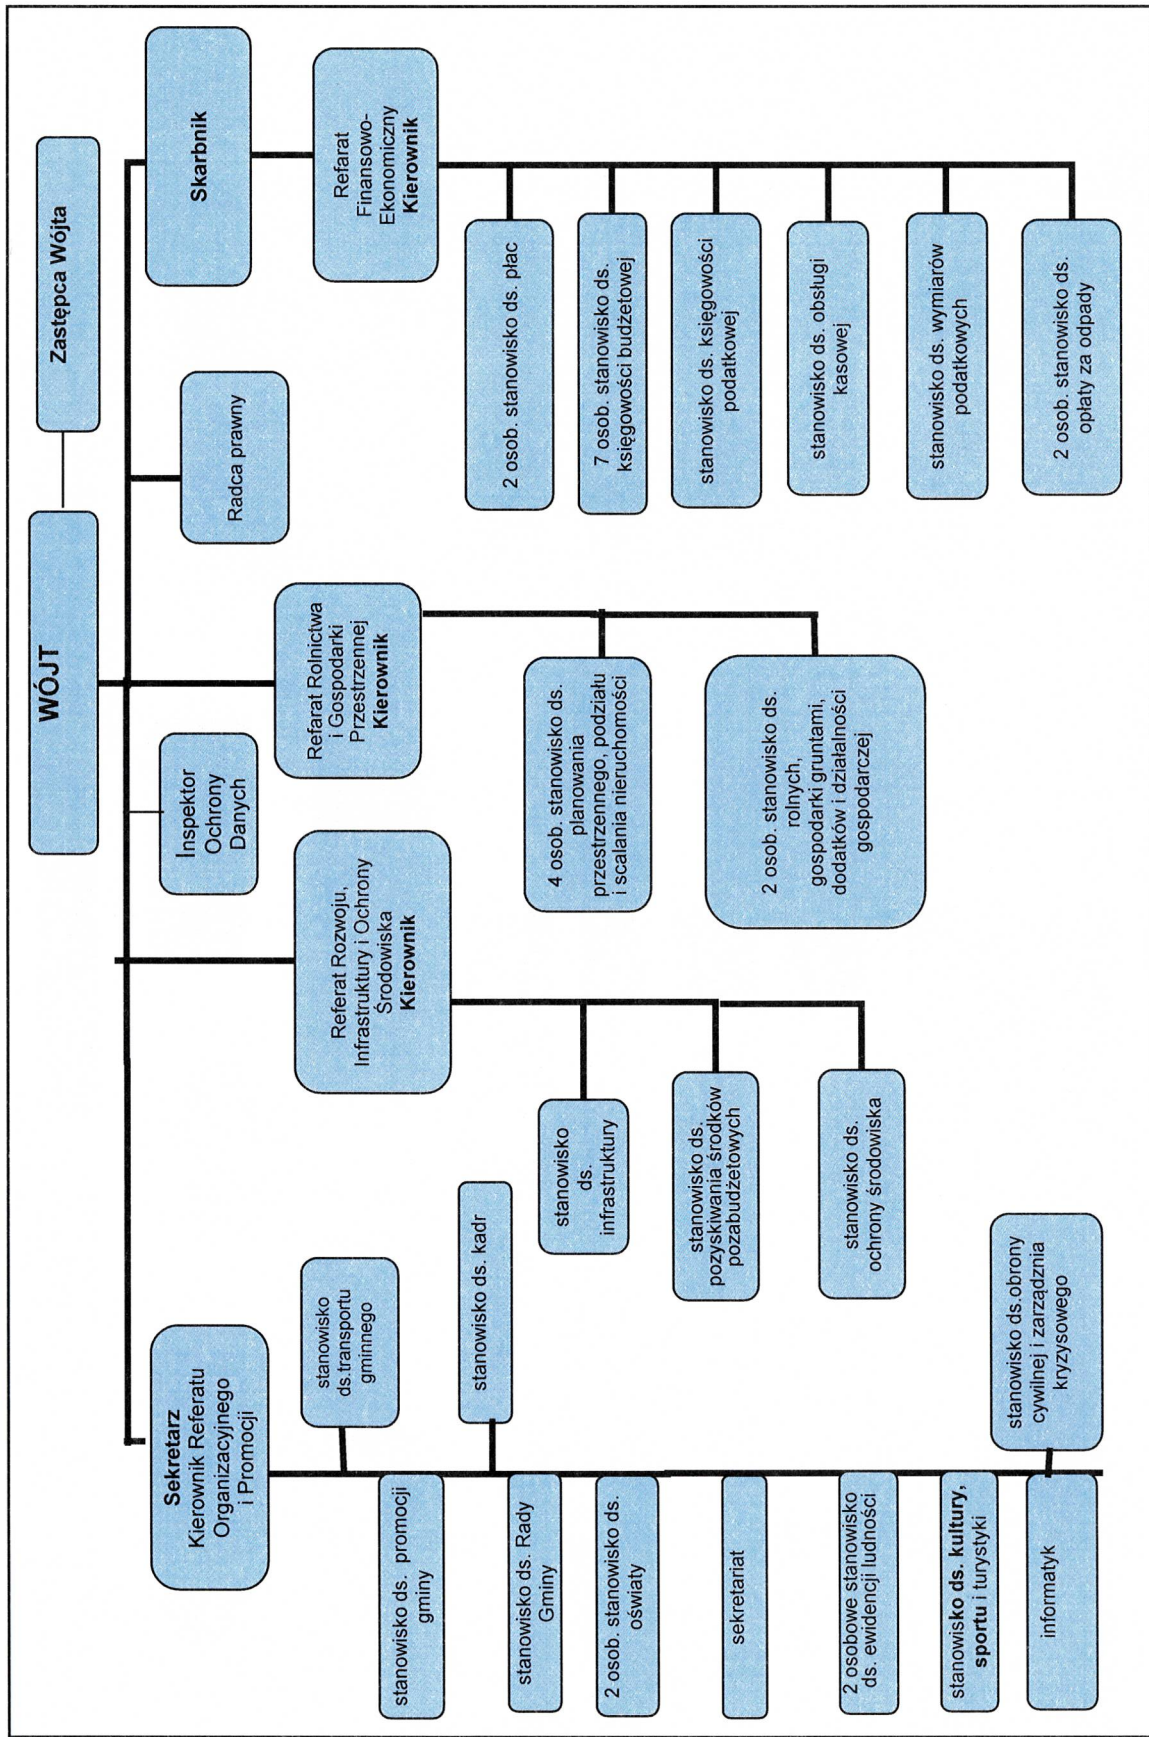 WÓJT
Zastępca Wójta
Sekretarz
Kierownik Referatu
Organizacyjnego
i Promocji
Inspektor
Ochrony
Danych
Radca prawny
Skarbnik
Referat Rozwoju,
Infrastruktury i Ochrony
Środowiska
Kierownik
Refarat Rolnictwa
i Gospodarki
Przestrzennej
Kierownik
Refarat
Finansowo-
Ekonomiczny
Kierownik
stanowisko
ds.transportu
gminnego
stanowisko ds. promocji
gminy
stanowisko ds. kadr
stanowisko ds. Rady
Gminy
2 osob. stanowisko ds.
oświaty
sekretariat
2 osobowe stanowisko
ds. ewidencji ludności
stanowisko ds. kultury,
sportu i turystyki
informatyk
stanowisko ds.obrony
cywilnej i zarządznia
kryzysowego
stanowisko
ds.
infrastruktury
stanowisko ds.
pozyskiwania środków
pozabudżetowych
stanowisko ds.
ochrony środowiska
4 osob. stanowisko ds.
planowania
przestrzennego, podziału
i scalania nieruchomości
2 osob. stanowisko ds.
rolnych,
gospodarki gruntami,
dodatków i działalności
gospodarczej
2 osob. stanowisko ds. płac
7 osob. stanowisko ds.
księgowości budżetowej
stanowisko ds. księgowości
podatkowej
stanowisko ds. obsługi
kasowej
stanowisko ds. wymiarów
podatkowych
2 osob. stanowisko ds.
opłaty za odpady